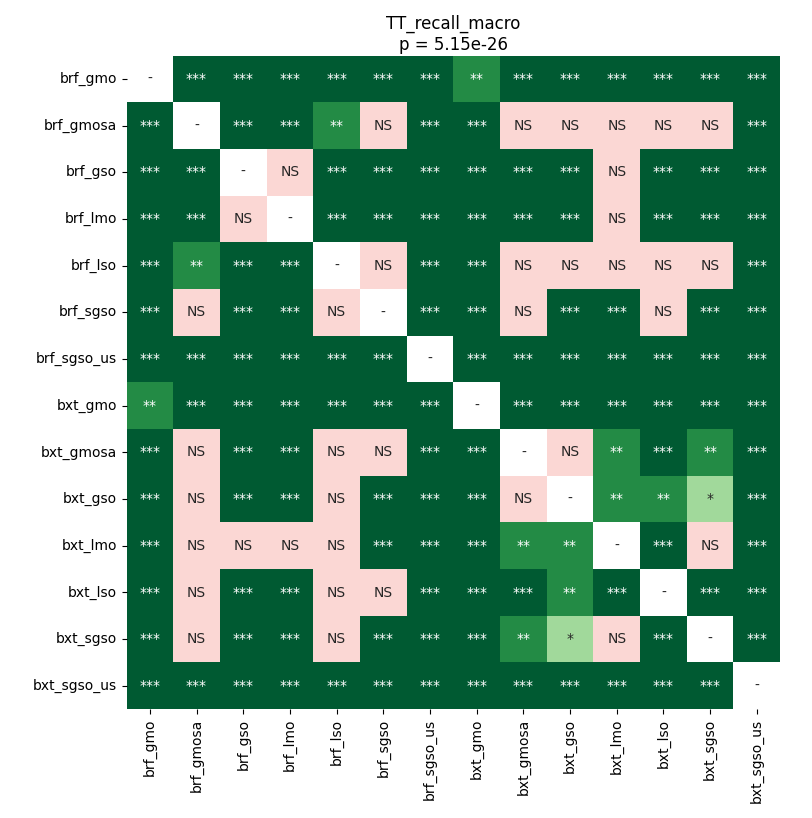 TT_recall_macro
p = 5.15e-26
brf_gmo - *** *** *** *** *** *** ** *** *** *** *** *** ***
brf_gmosa *** - *** *** ** NS *** *** NS NS NS NS NS ***
brf_gso *** *** - NS *** *** *** *** *** *** NS *** *** ***
brf_lmo *** *** NS - *** *** *** *** *** *** NS *** *** ***
brf_lso *** ** *** *** - NS *** *** NS NS NS NS NS ***
brf_sgso *** NS *** *** NS - *** *** NS *** *** NS *** ***
brf_sgso_us *** *** *** *** *** *** - *** *** *** *** *** *** ***
bxt_gmo ** *** *** *** *** *** *** - *** *** *** *** *** ***
bxt_gmosa *** NS *** *** NS NS *** *** - NS ** *** ** ***
bxt_gso *** NS *** *** NS *** *** *** NS - ** ** * ***
bxt_lmo *** NS NS NS NS *** *** *** ** ** - *** NS ***
bxt_lso *** NS *** *** NS NS *** *** *** ** *** - *** ***
bxt_sgso *** NS *** *** NS *** *** *** ** * NS *** - ***
bxt_sgso_us *** *** *** *** *** *** *** *** *** *** *** *** *** -
brf_gmo brf_gmosa brf_gso brf_lmo brf_lso brf_sgso brf_sgso_us bxt_gmo bxt_gmosa bxt_gso bxt_lmo bxt_lso bxt_sgso bxt_sgso_us